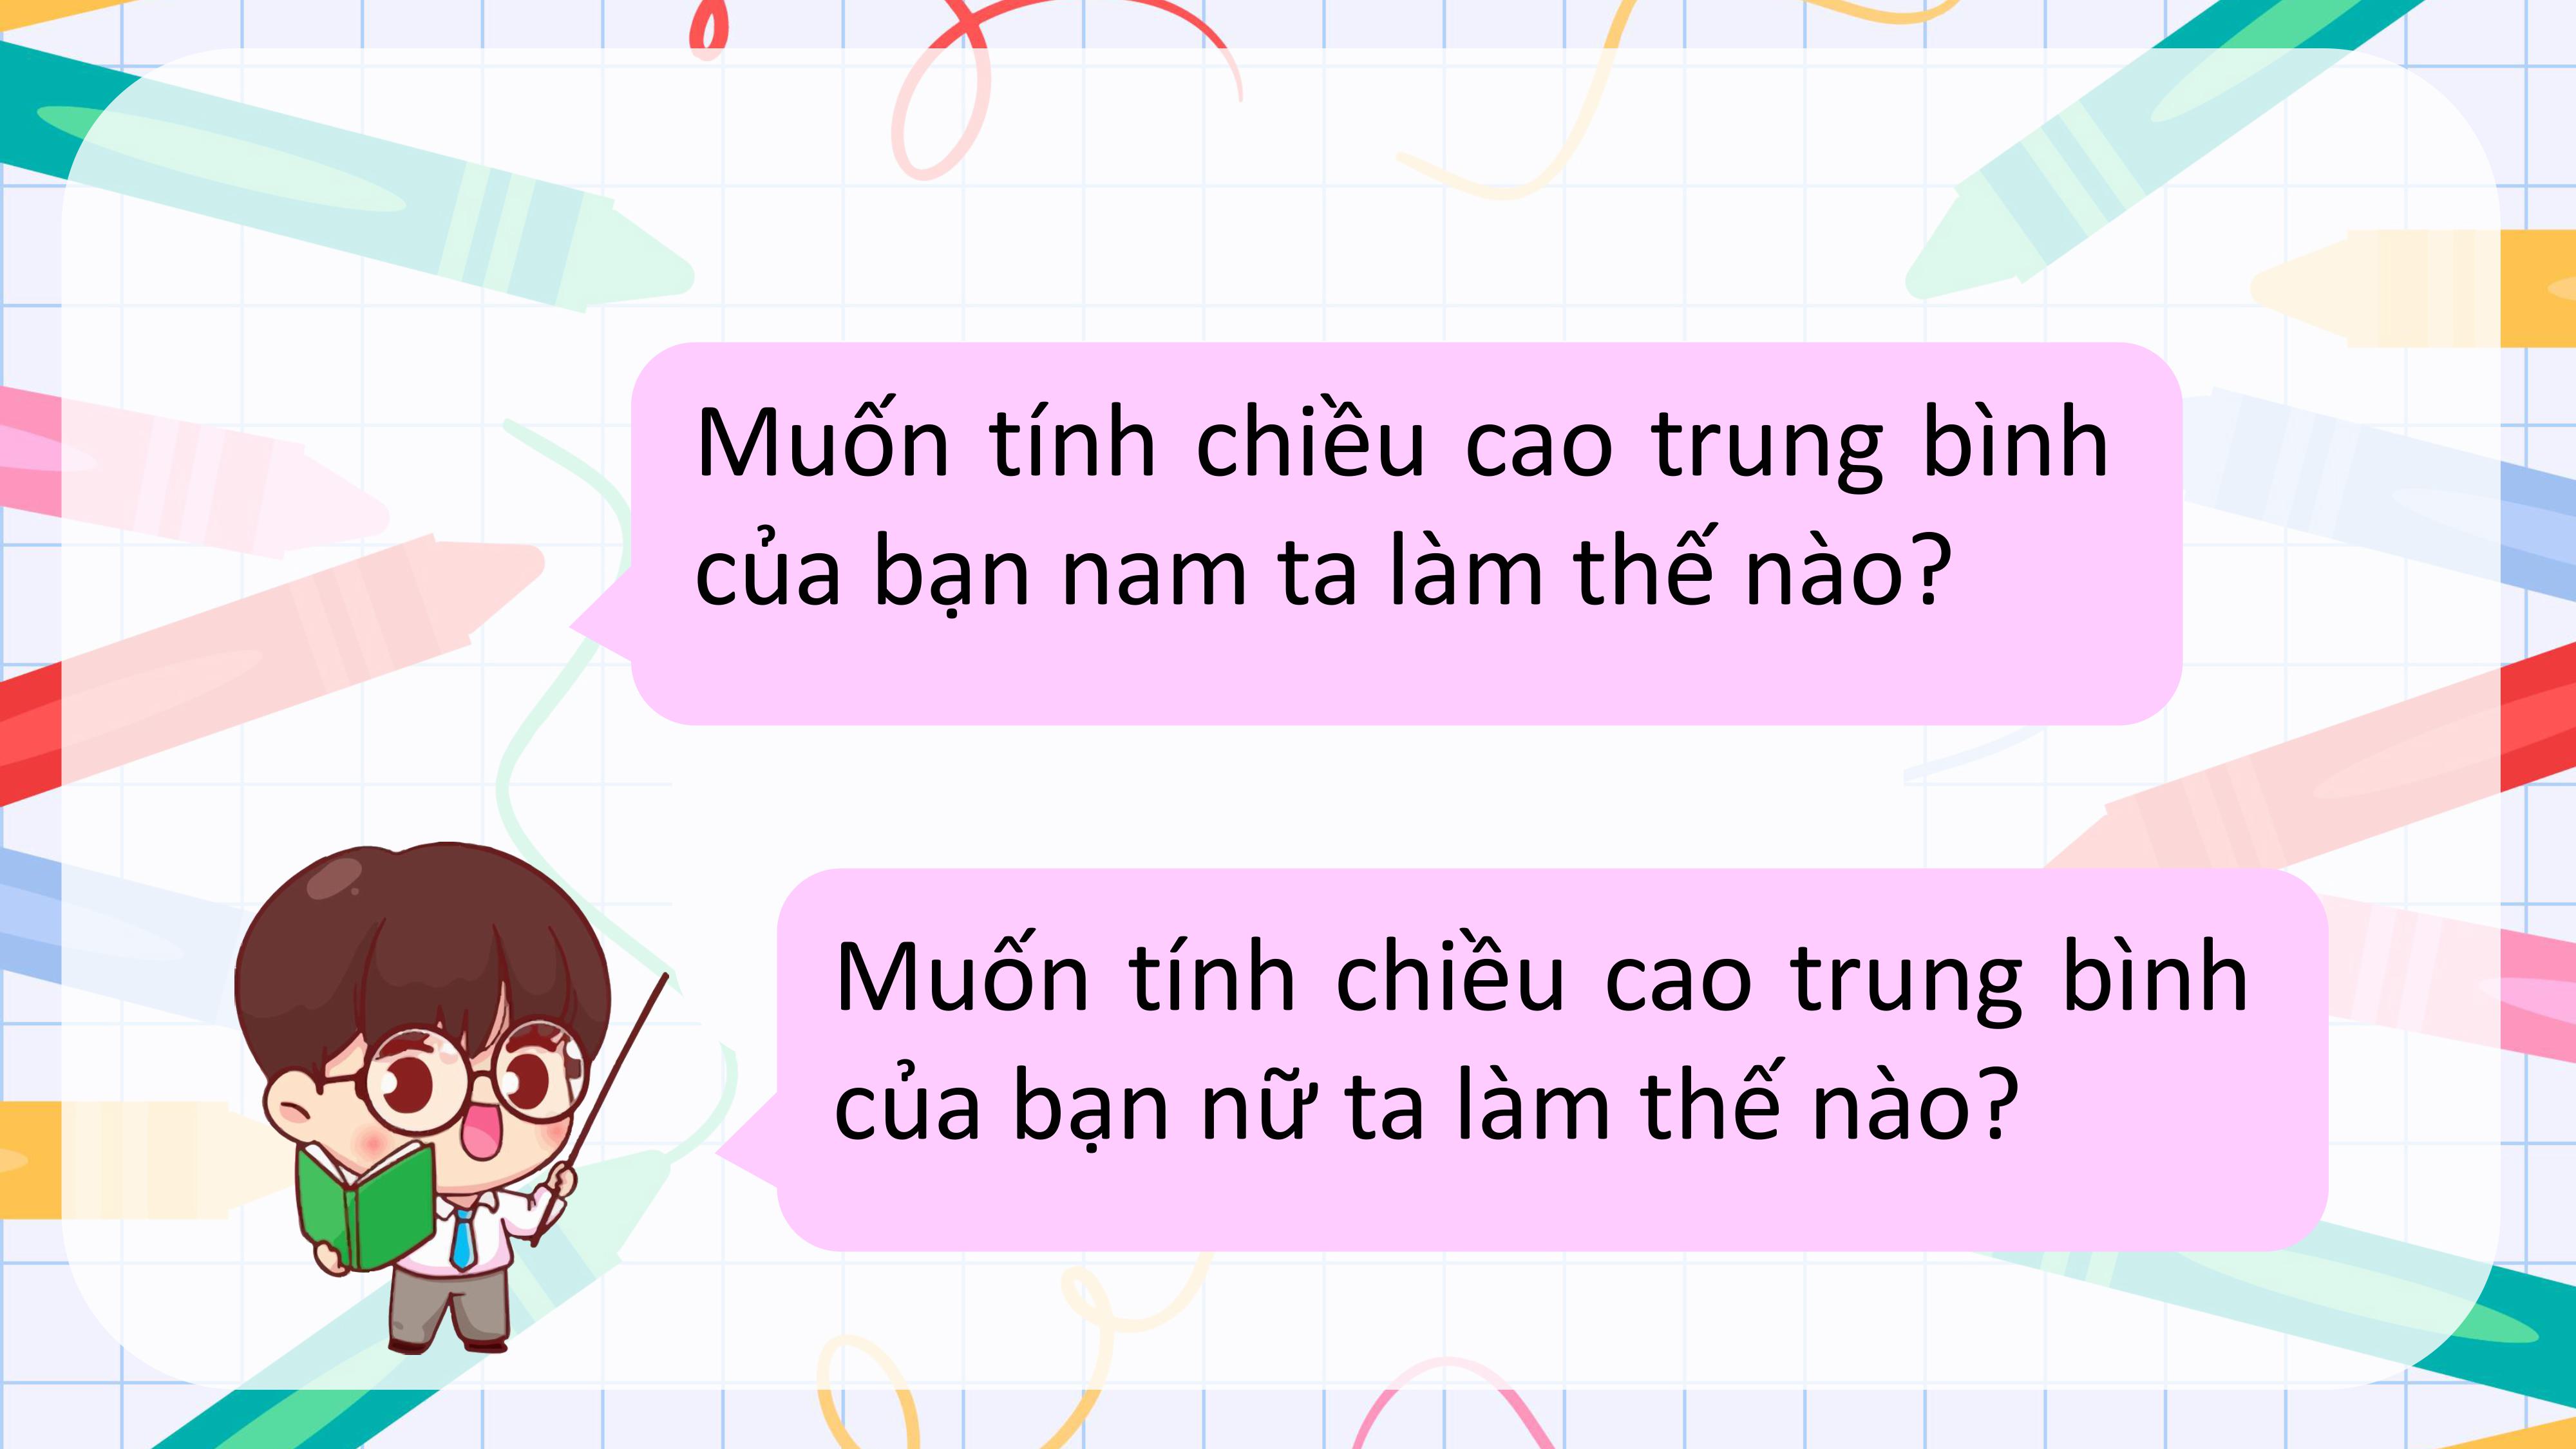 Muốn tính chiều cao trung bình
của bạn nam ta làm thế nào?
Muốn tính chiều cao trung bình
của bạn nữ ta làm thế nào?